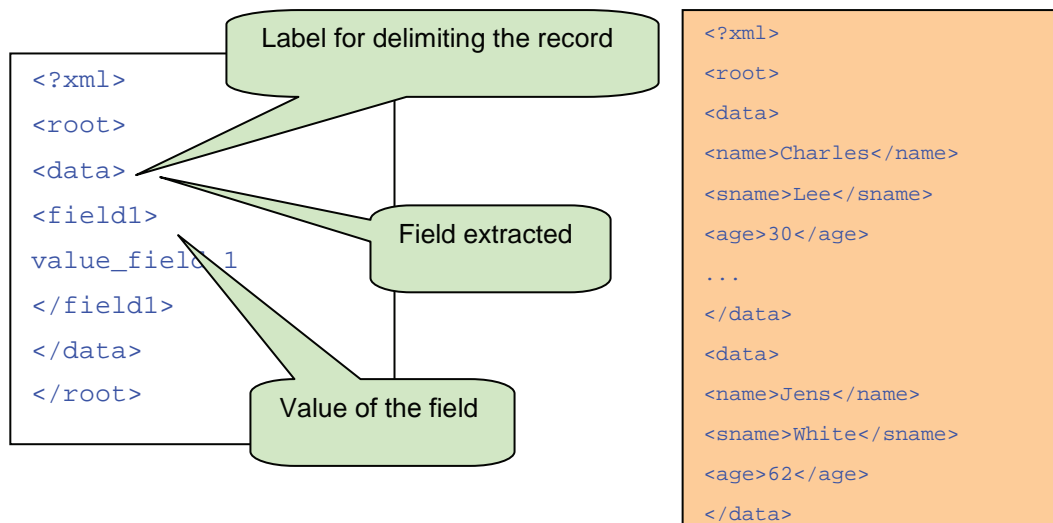 Label for delimiting the record
<?xml>
<root>
<data>
<field1>
value_field 1
</field1>
</data>
</root>
Field extracted
Value of the field
<?xml>
<root>
<data>
<name>Charles</name>
<sname>Lee</sname>
<age>30</age>
...
</data>
<data>
<name>Jens</name>
<sname>White</sname>
<age>62</age>
</data>